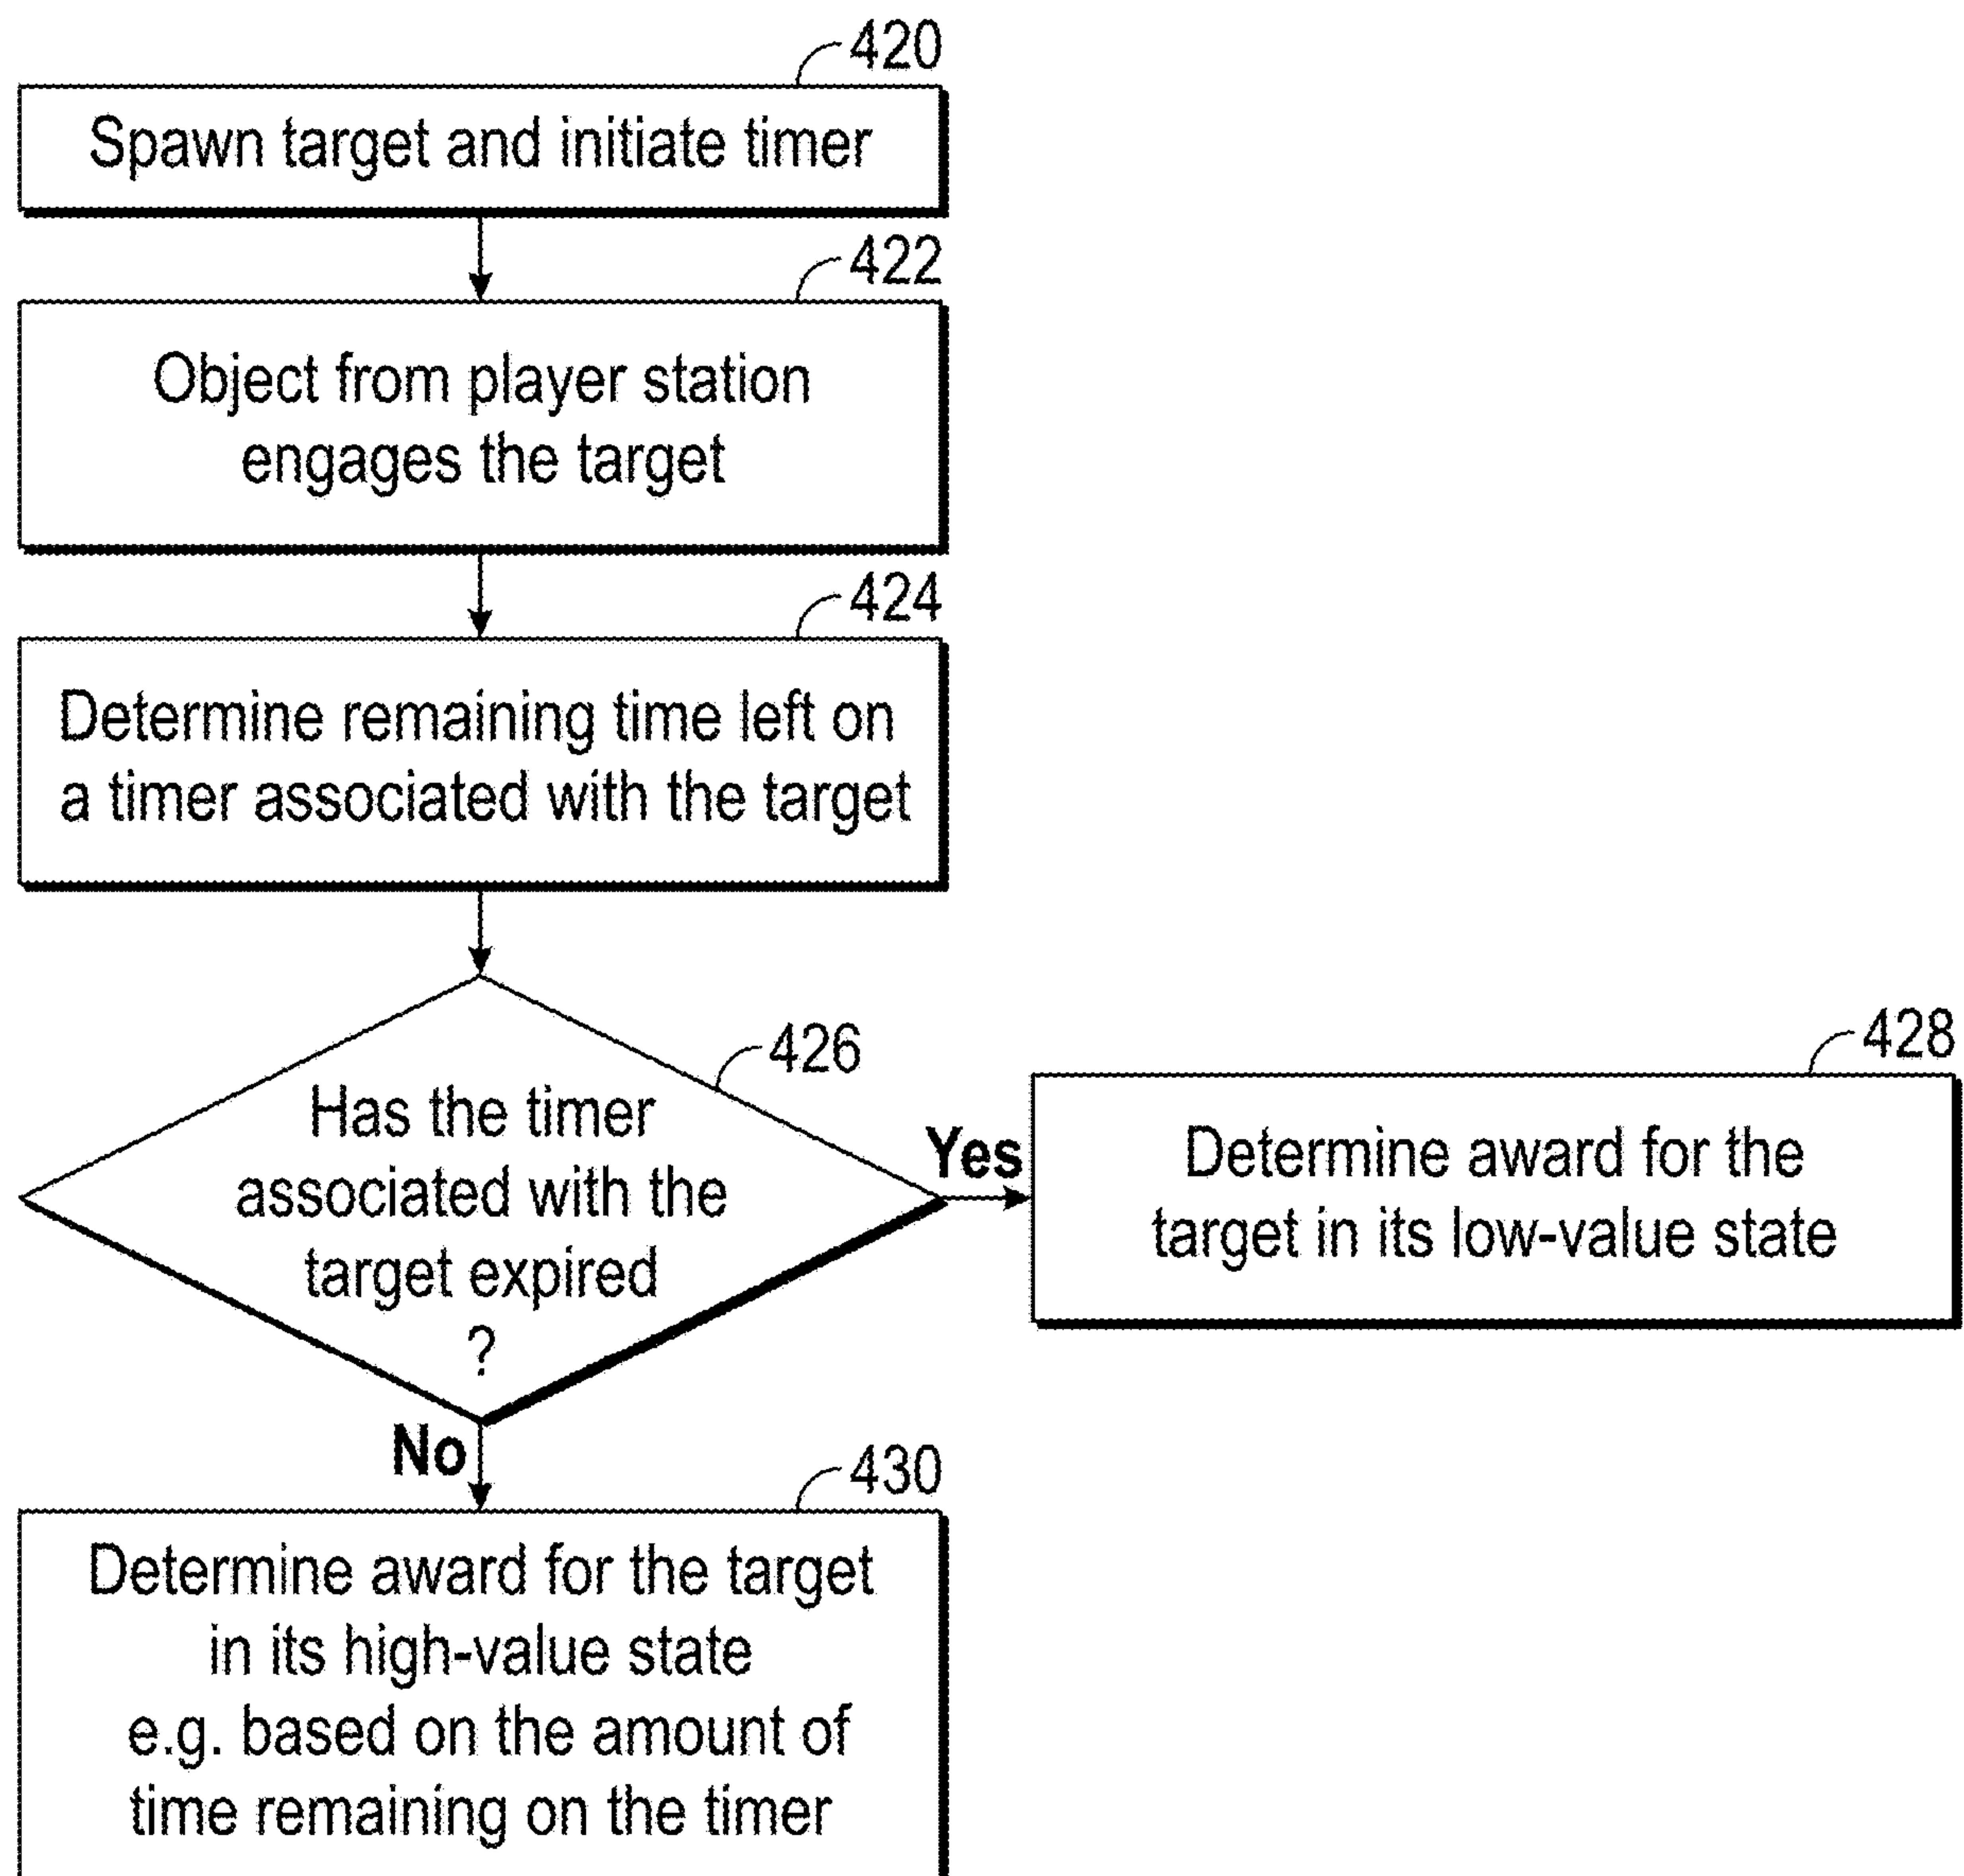 420
Spawn target and initiate timer
422
Object from player station
engages the target
424
Determine remaining time left on
a timer associated with the target
426
Has the timer
associated with the
target expired
?
Yes
428
Determine award for the
target in its low-value state
No
430
Determine award for the target
in its high-value state
e.g. based on the amount of
time remaining on the timer